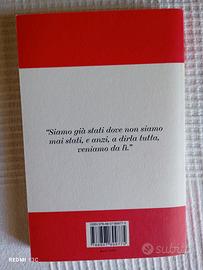 “Siamo già stati dove non siamo
mai stati, e anzi, a dirla tutta,
veniamo da lì.”
REDMI
subito